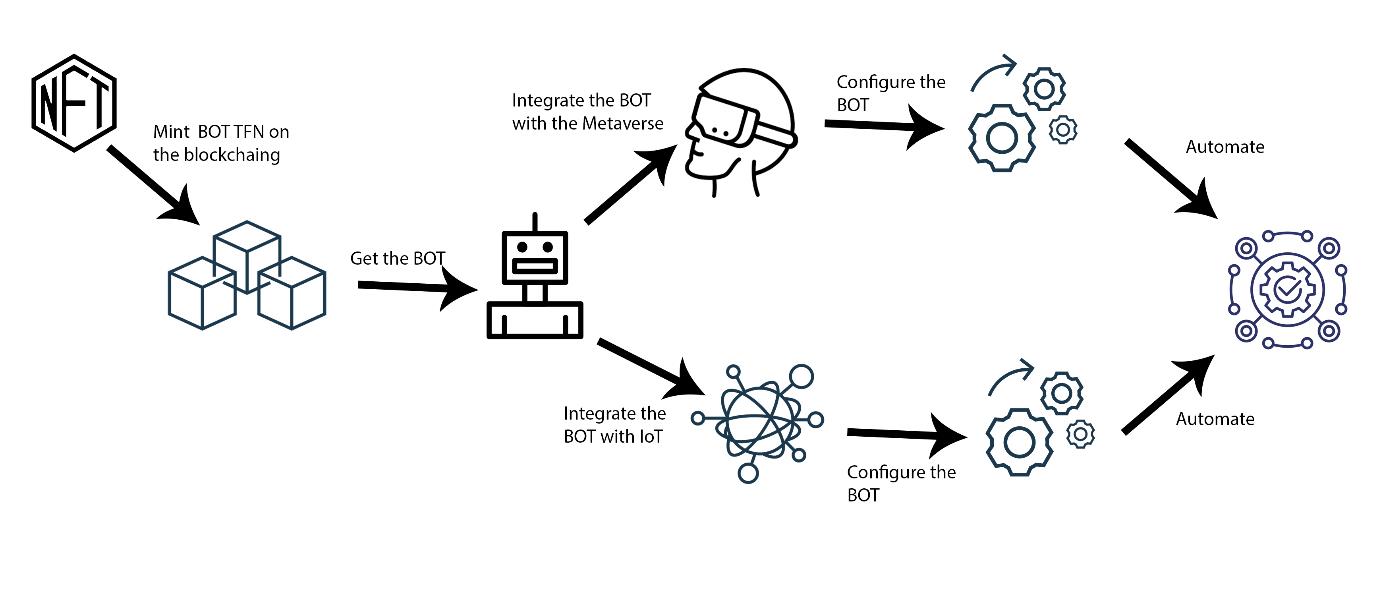 NFT
Mint BOT TFN on
the blockchaing
Get the BOT
Integrate the BOT
with the Metaverse
Configure the
BOT
Automate
Integrate the
BOT with IoT
Configure the
BOT
Automate